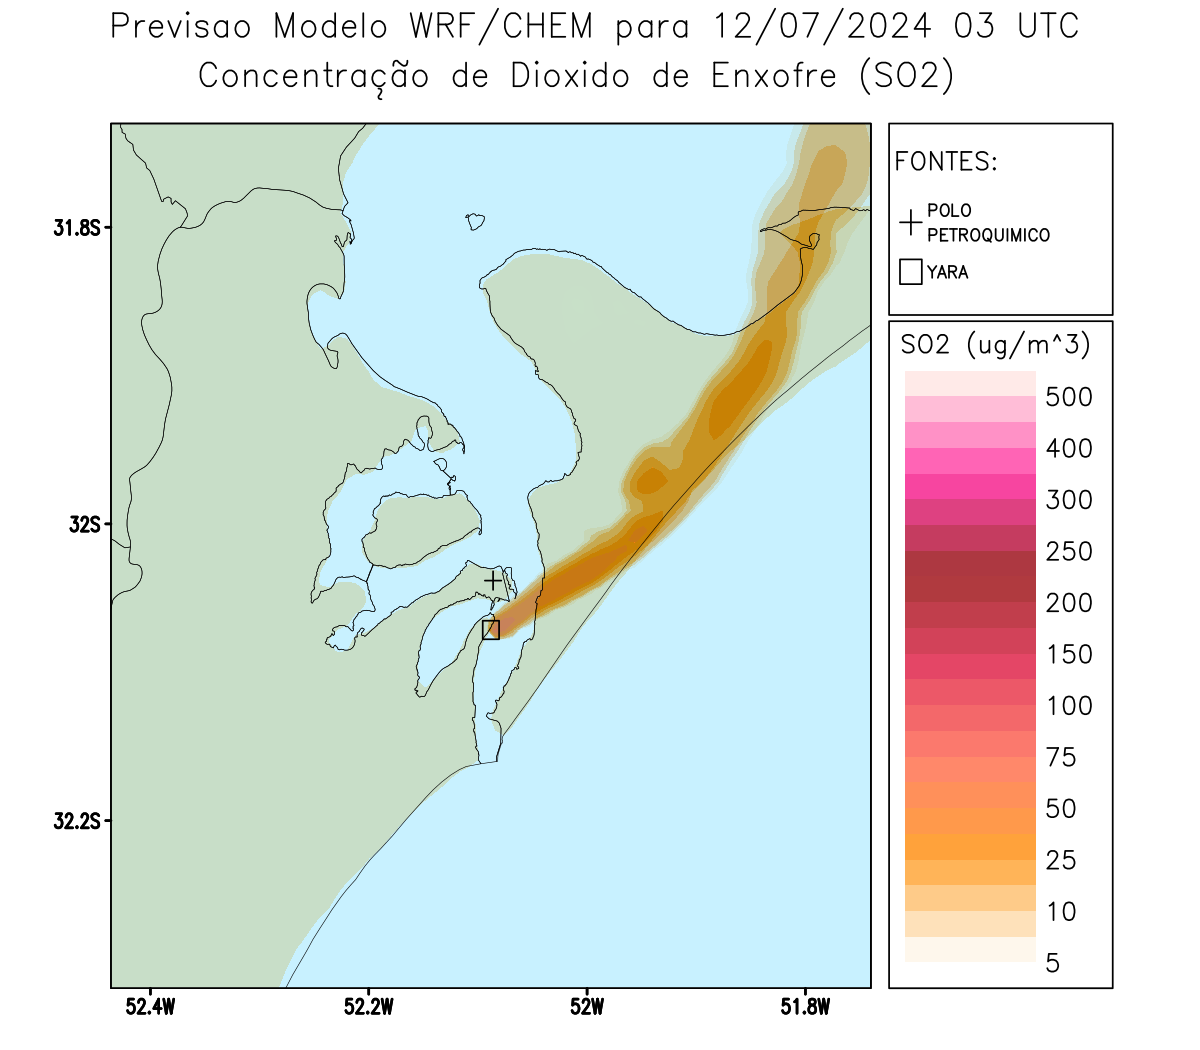 Previsao Modelo WRF/CHEM para 12/07/2024 03 UTC
Concentração de Dioxido de Enxofre (SO2)
FONTES:
POLO
PETROQUIMICO
YARA
31.8S
32S
32.2S
52.4W
52.2W
52W
51.8W
SO2 (ug/m^3)
500
400
300
250
200
150
100
75
50
25
10
5